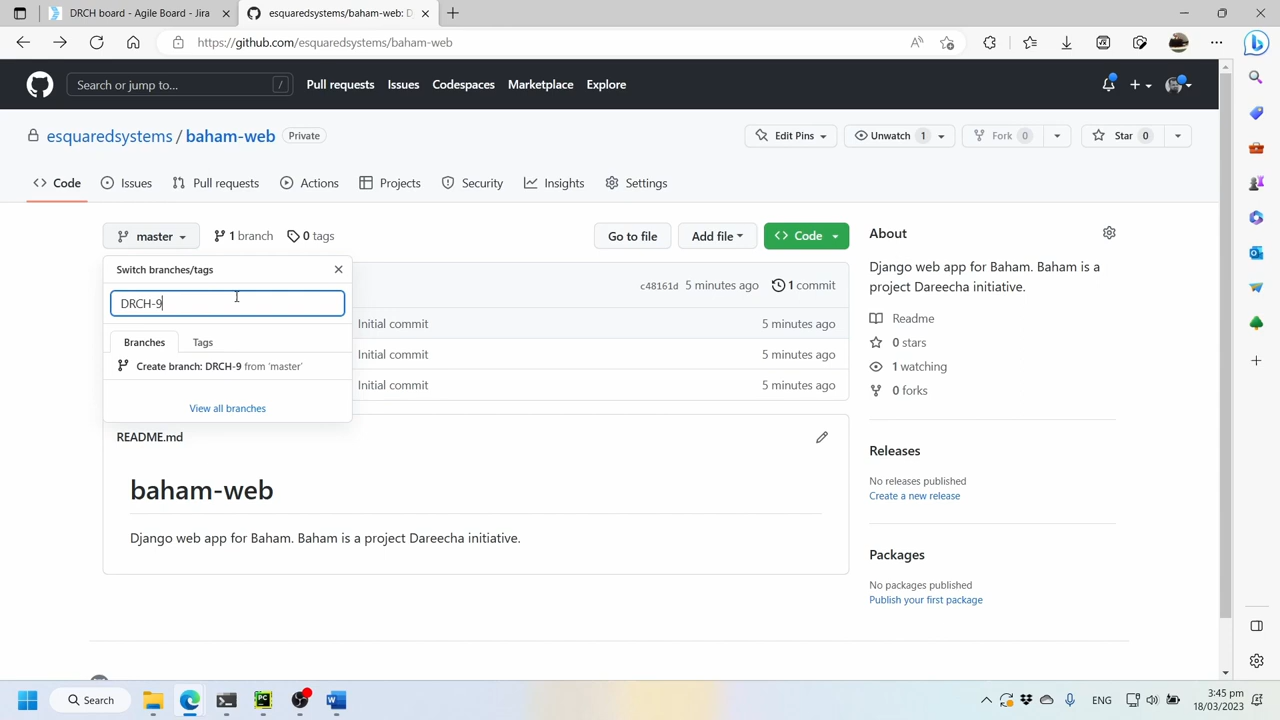 DRCH board - Agile Board - Jira
esquaredsystems/baham-web: D
https://github.com/esquaredsystems/baham-web
Search or jump to...
/
Pull requests
Issues
Codespaces
Marketplace
Explore
esquaredsystems / baham-web
Private
Edit Pins
Unwatch 1
Fork 0
Star 0
Code
Issues
Pull requests
Actions
Projects
Security
Insights
Settings
master
1 branch
0 tags
Go to file
Add file
Code
Switch branches/tags
DRCH-9
Branches
Tags
Create branch: DRCH-9 from 'master'
View all branches
c48161d 5 minutes ago
1 commit
Initial commit
5 minutes ago
Initial commit
5 minutes ago
Initial commit
5 minutes ago
README.md
baham-web
Django web app for Baham. Baham is a project Dareecha initiative.
About
Django web app for Baham. Baham is a
project Dareecha initiative.
Readme
0 stars
1 watching
0 forks
Releases
No releases published
Create a new release
Packages
No packages published
Publish your first package
Search
ENG
3:45 pm
18/03/2023